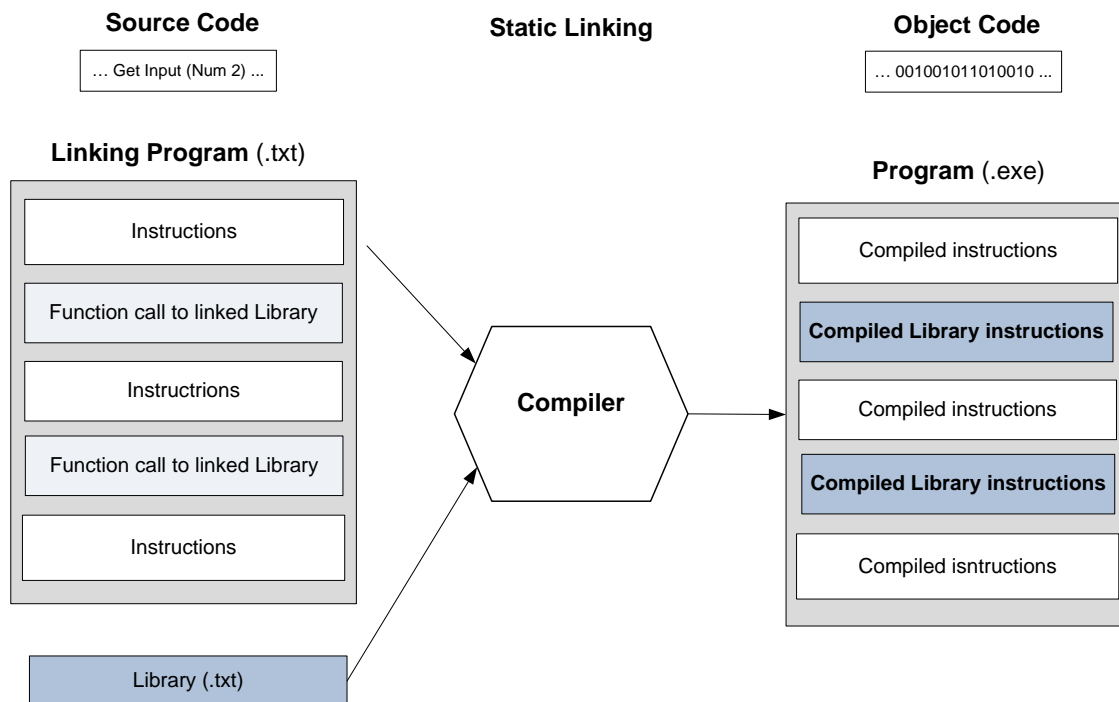 Source Code
Static Linking
Object Code
… Get Input (Num 2) ...
… 001001011010010 ...
Linking Program (.txt)
Program (.exe)
Instructions
Function call to linked Library
Instructrions
Function call to linked Library
Instructions
Library (.txt)
Compiler
Compiled instructions
Compiled Library instructions
Compiled instructions
Compiled Library instructions
Compiled isntructions